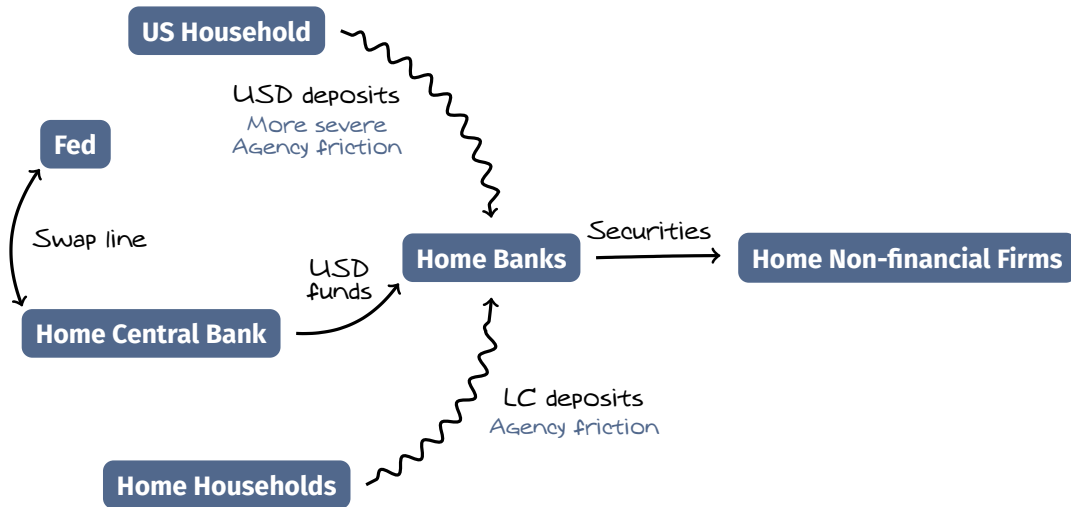 US Household
USD deposits
More severe
Agency friction
Fed
Swap line
USD
funds
Home Banks
Securities
Home Non-financial Firms
Home Central Bank
LC deposits
Agency friction
Home Households